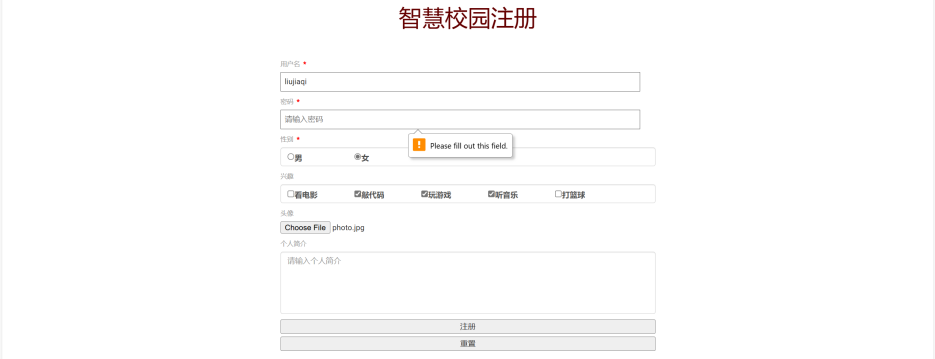 智慧校园注册
用户名 *
liujiaqi
密码 *
请输入密码
Please fill out this field.
性别 *
男 女
兴趣
看电影 敲代码 玩游戏 听音乐 打篮球
头像
Choose File photo.jpg
个人简介
请输入个人简介
注册
重置